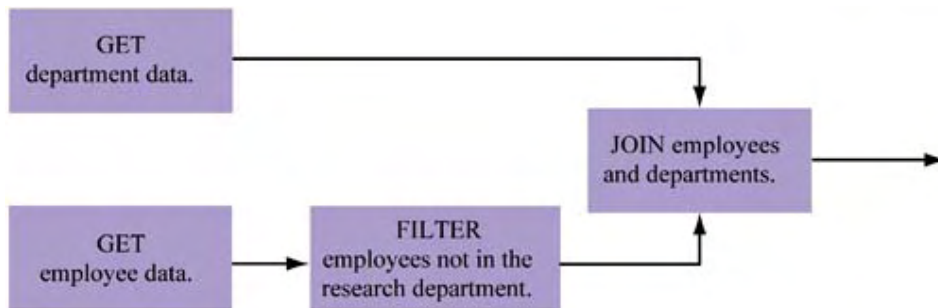 GET
department data.
JOIN employees
and departments.
GET
employee data.
FILTER
employees not in the
research department.